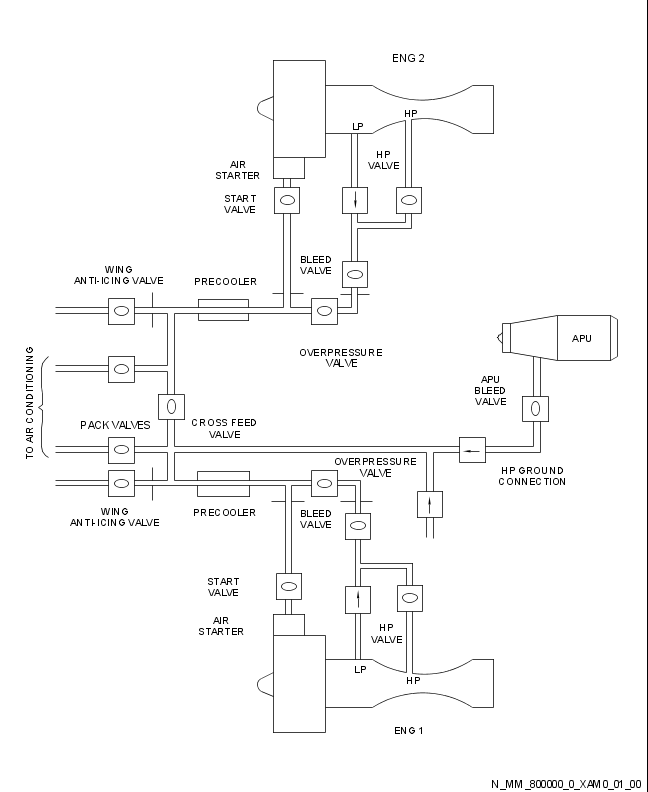 ENG 2
LP
HP
AIR
STARTER
HP
VALVE
START
VALVE
BLEED
VALVE
WING
ANTI-ICING VALVE
PRECOOLER
OVERPRESSURE
VALVE
APU
TO AIR CONDITIONING
APU
BLEED
VALVE
PACK VALVES
CROSS FEED
VALVE
OVERPRESSURE
VALVE
HP GROUND
CONNECTION
WING
ANTI-ICING VALVE
PRECOOLER
BLEED
VALVE
START
VALVE
AIR
STARTER
HP
VALVE
LP
HP
ENG 1
N_MM_800000_0_XAM0_01_00